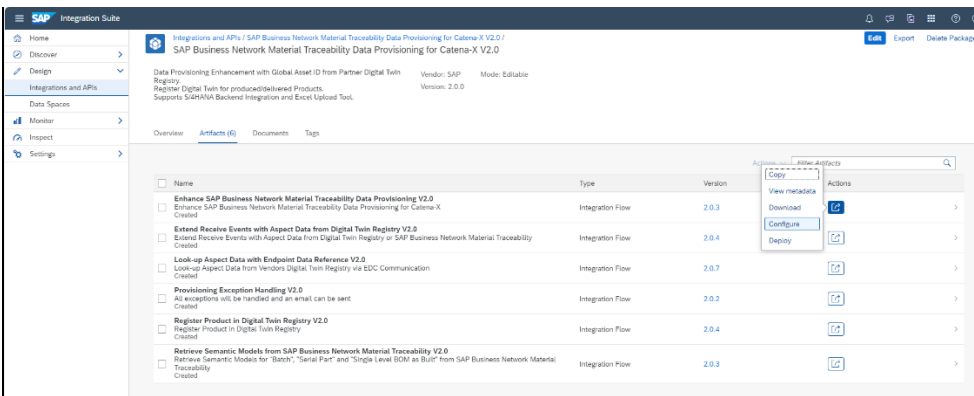 SAP Integration Suite
Home
Discover
Design
Integrations and APIs
Data Spaces
Monitor
Inspect
Settings
Integrations and APIs / SAP Business Network Material Traceability Data Provisioning for Catena-X V2.0 /
SAP Business Network Material Traceability Data Provisioning for Catena-X V2.0
Edit Export Delete Package
Data Provisioning Enhancement with Global Asset ID from Partner Digital Twin
Registry.
Register Digital Twin for produced/delivered Products.
Supports S/4HANA Backend Integration and Excel Upload Tool.
Vendor: SAP Mode: Editable
Version: 2.0.0
Overview Artifacts (6) Documents Tags
Filter Artifacts
Name Type Version Actions
Copy
View metadata
Download
Configure
Deploy
Enhance SAP Business Network Material Traceability Data Provisioning V2.0
Enhance SAP Business Network Material Traceability Data Provisioning for Catena-X
Created
Integration Flow 2.0.3
Extend Receive Events with Aspect Data from Digital Twin Registry V2.0
Extend Receive Events with Aspect Data from Digital Twin Registry or SAP Business Network Material Traceability
Created
Integration Flow 2.0.4
Look-up Aspect Data with Endpoint Data Reference V2.0
Look-up Aspect Data from Vendors Digital Twin Registry via EDC Communication
Created
Integration Flow 2.0.7
Provisioning Exception Handling V2.0
All exceptions will be handled and an email can be sent
Created
Integration Flow 2.0.2
Register Product in Digital Twin Registry V2.0
Register Product in Digital Twin Registry
Created
Integration Flow 2.0.4
Retrieve Semantic Models from SAP Business Network Material Traceability V2.0
Retrieve Semantic Models for "Batch", "Serial Part" and "Single Level BOM as Built" from SAP Business Network Material
Traceability
Created
Integration Flow 2.0.3